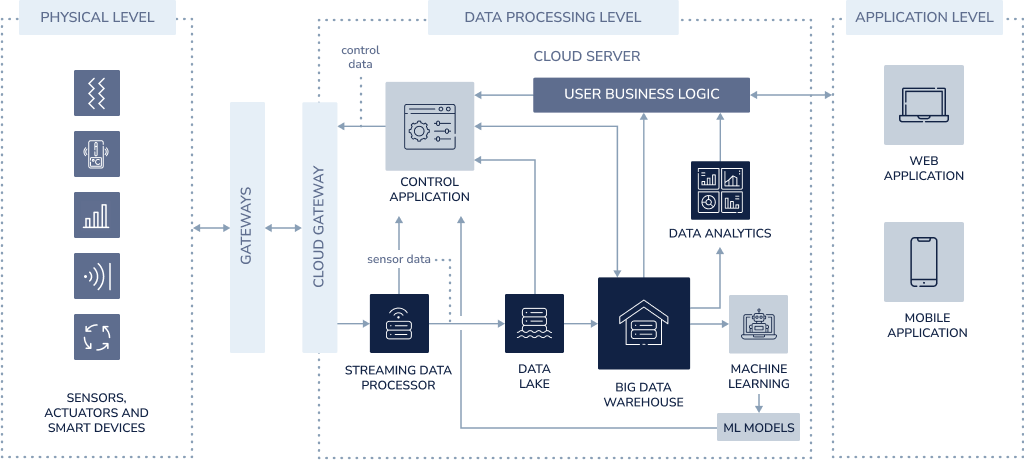 PHYSICAL LEVEL
SENSORS,
ACTUATORS AND
SMART DEVICES
GATEWAYS
CLOUD GATEWAY
DATA PROCESSING LEVEL
CLOUD SERVER
control
data
USER BUSINESS LOGIC
CONTROL
APPLICATION
DATA ANALYTICS
sensor data
STREAMING DATA
PROCESSOR
DATA
LAKE
BIG DATA
WAREHOUSE
MACHINE
LEARNING
ML MODELS
APPLICATION LEVEL
WEB
APPLICATION
MOBILE
APPLICATION
°C